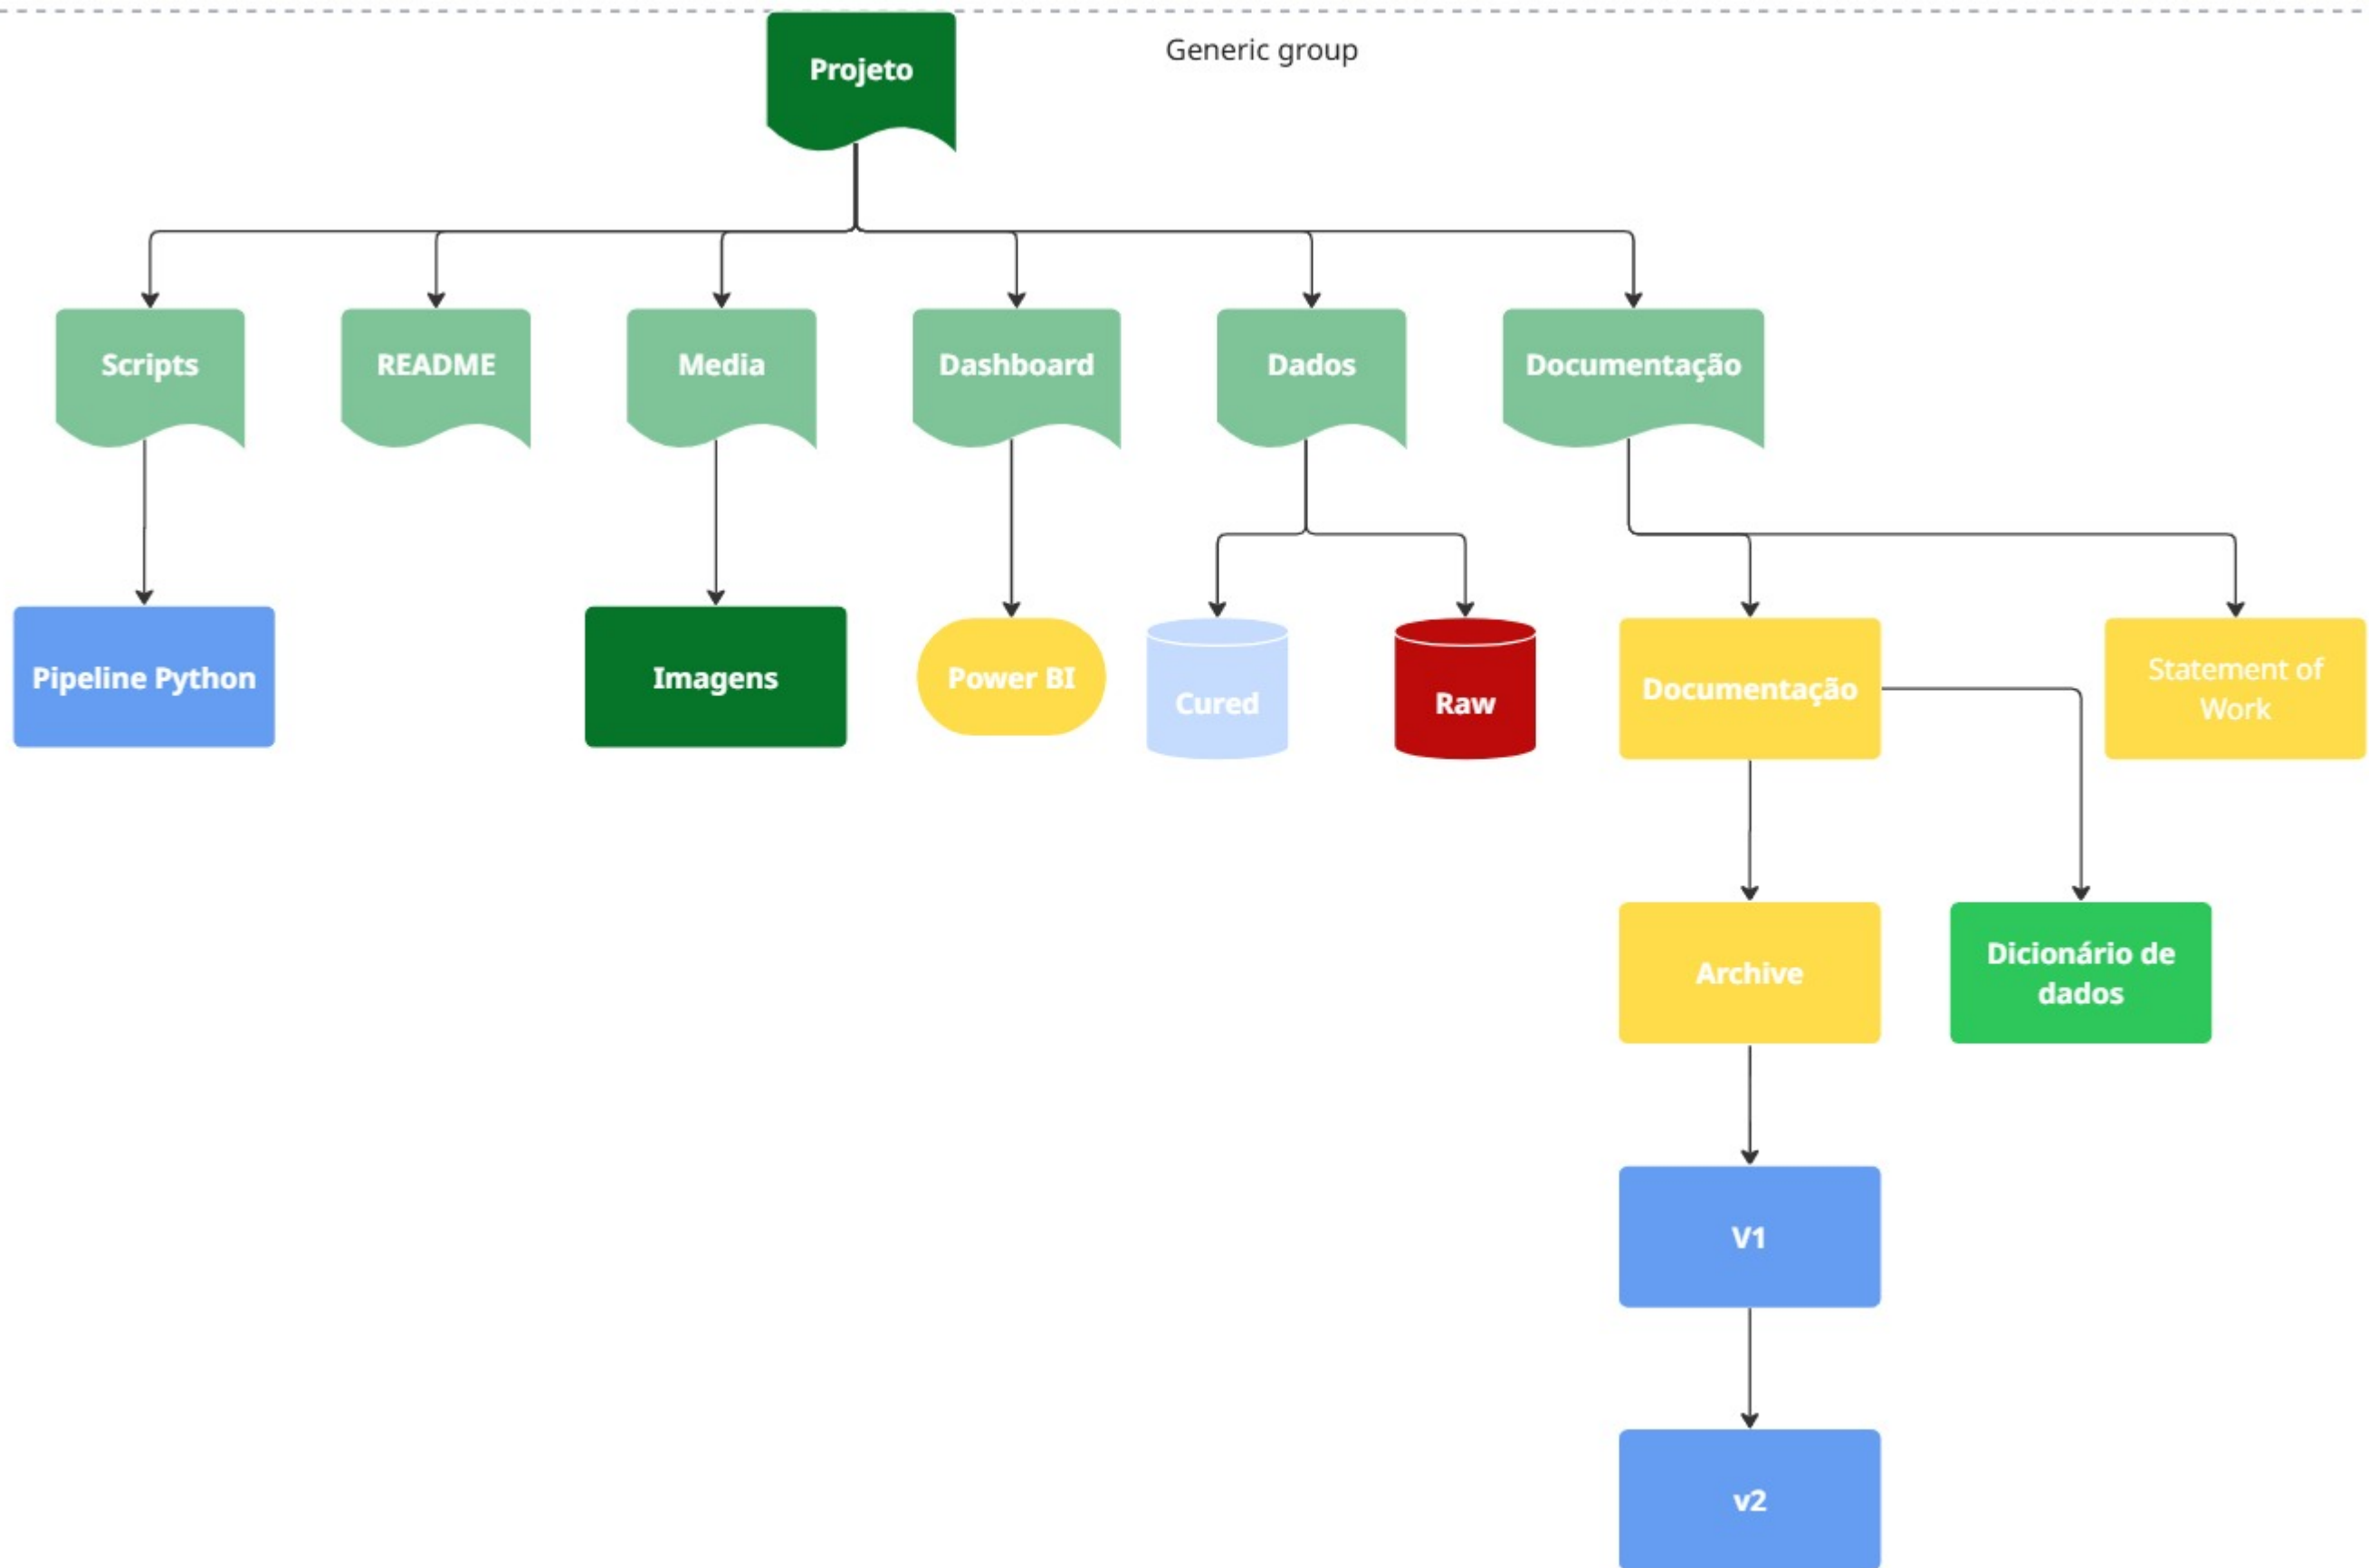 Projeto
Generic group
Scripts
README
Media
Dashboard
Dados
Documentação
Pipeline Python
Imagens
Power BI
Cured
Raw
Documentação
Statement of
Work
Archive
Dicionário de
dados
V1
v2